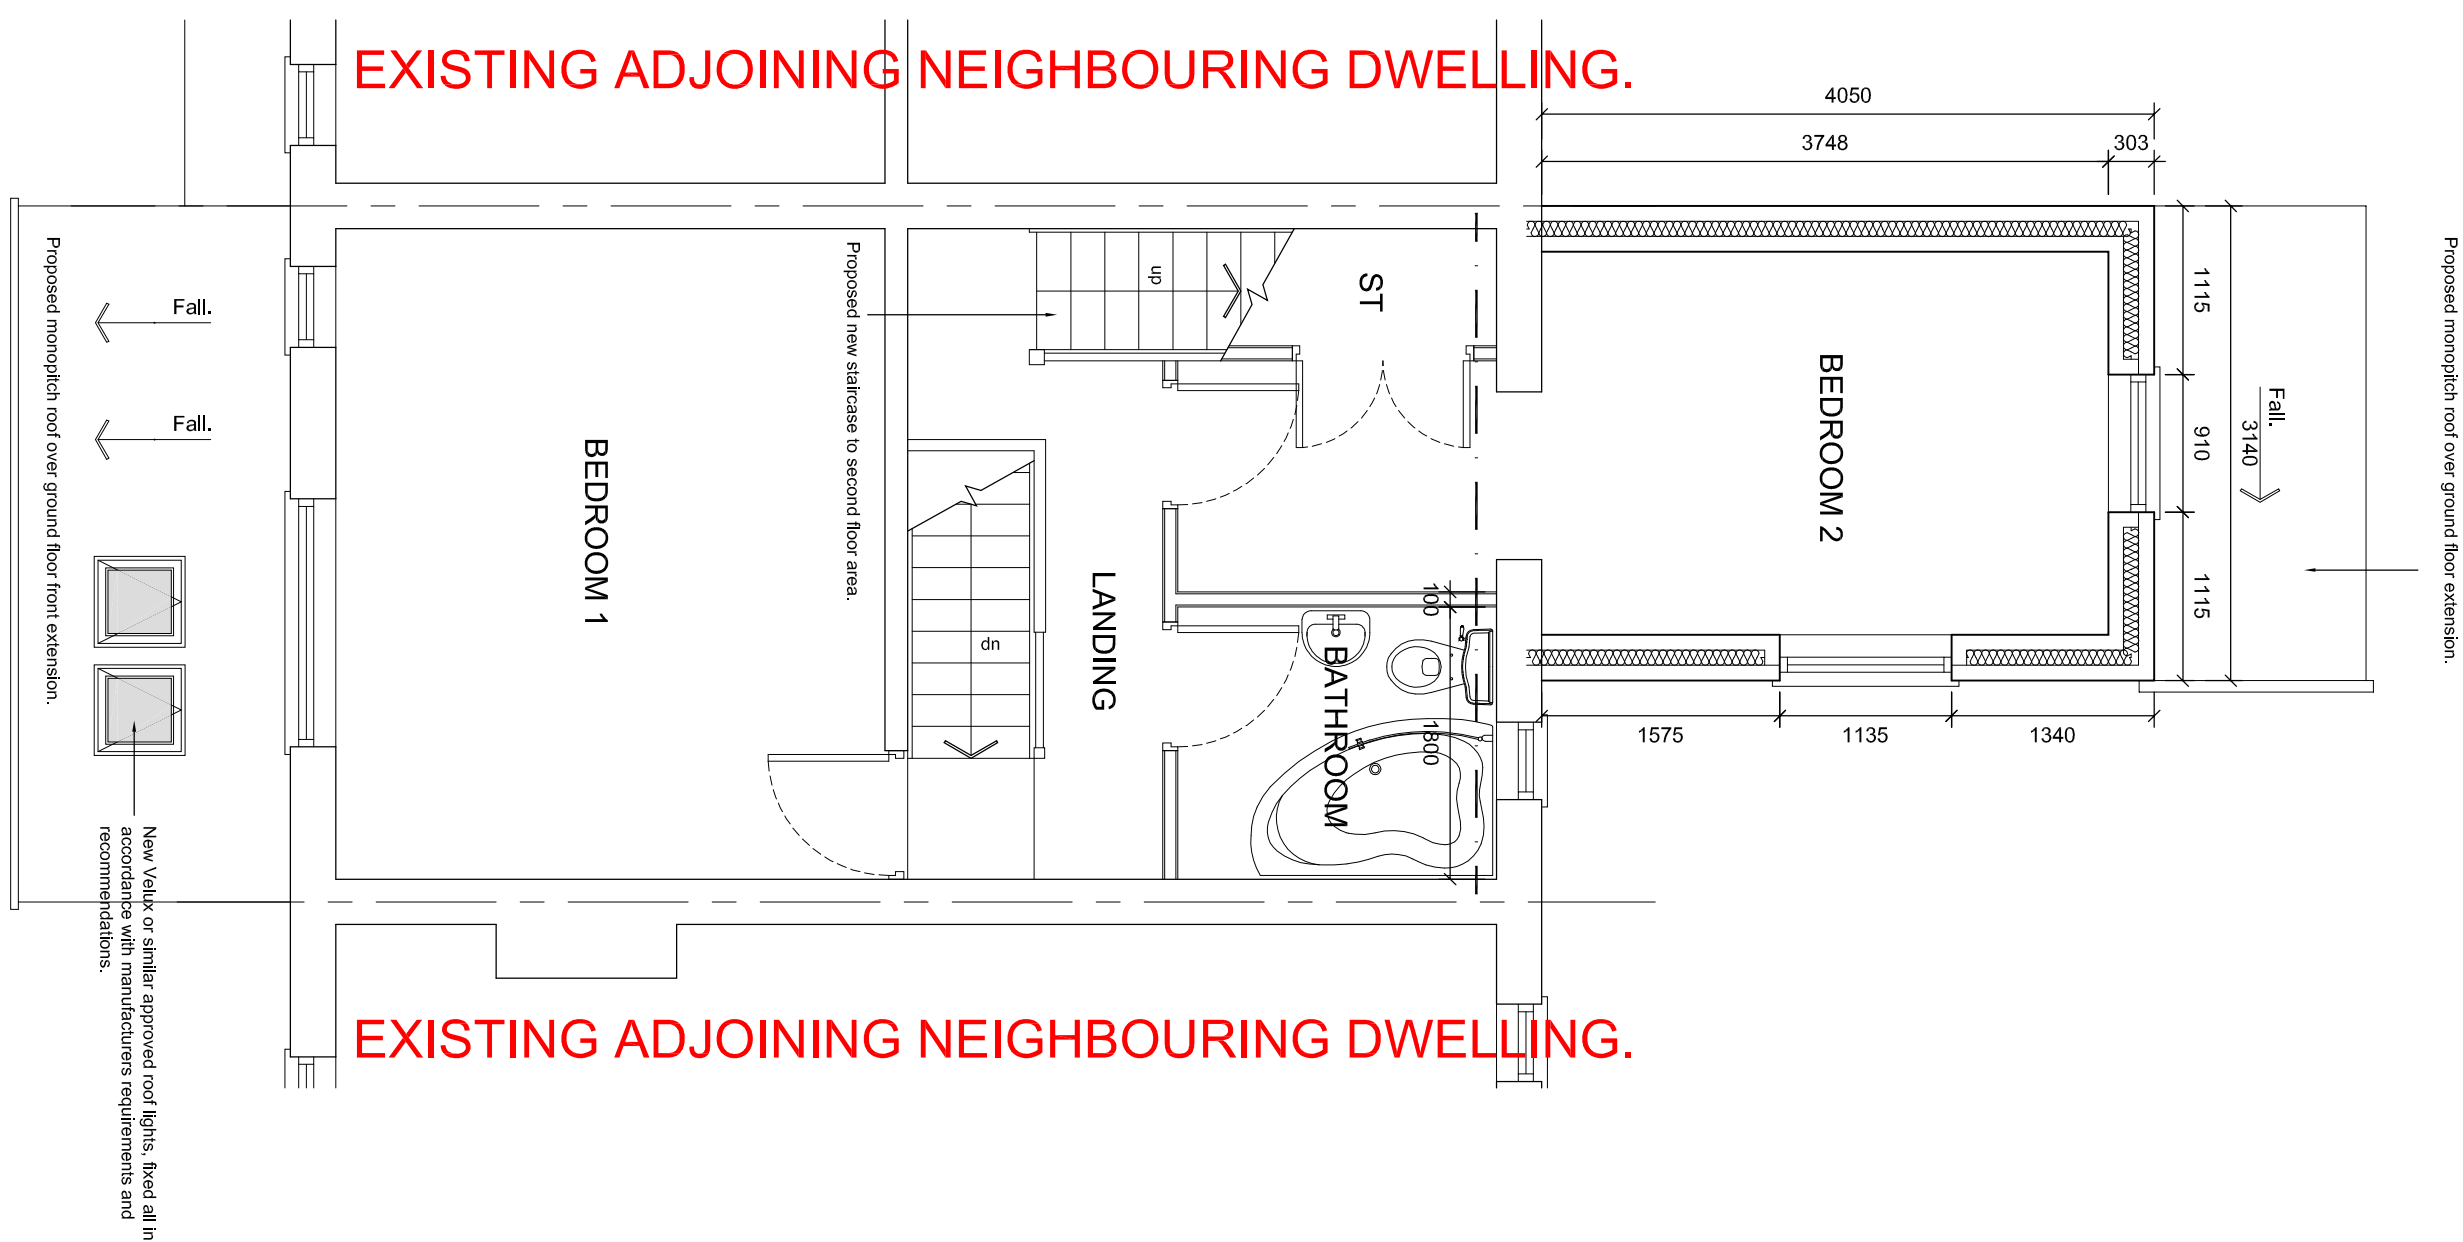 EXISTING ADJOINING NEIGHBOURING DWELLING.
4050
3748
303
Proposed monopitch roof over ground floor front extension.
Fall.
Fall.
BEDROOM 1
Proposed new staircase to second floor area.
up
ST
dn
LANDING
BATHROOM
100
1800
BEDROOM 2
1115
910
1115
3140
Fall.
Proposed monopitch roof over ground floor extension.
1575
1135
1340
New Velux or similar approved roof lights, fixed all in
accordance with manufacturers requirements and
recommendations.
EXISTING ADJOINING NEIGHBOURING DWELLING.